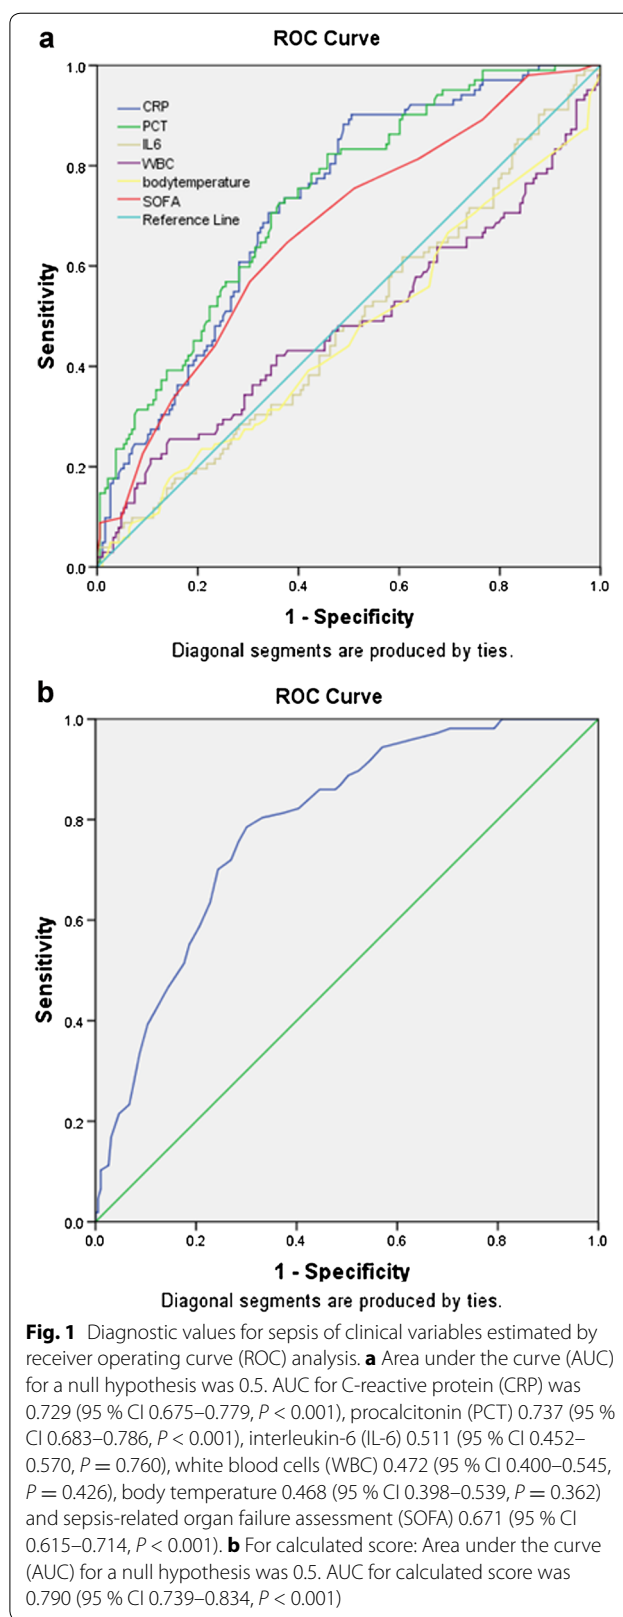 a
ROC Curve
1.0
0.8
0.6
0.4
0.2
0.0
Sensitivity
CRP
PCT
IL6
WBC
bodytemperature
SOFA
Reference Line
0.0 0.2 0.4 0.6 0.8 1.0
1 - Specificity
Diagonal segments are produced by ties.
b
ROC Curve
1.0
0.8
0.6
0.4
0.2
0.0
Sensitivity
0.0 0.2 0.4 0.6 0.8 1.0
1 - Specificity
Diagonal segments are produced by ties.
Fig. 1 Diagnostic values for sepsis of clinical variables estimated by
receiver operating curve (ROC) analysis. a Area under the curve (AUC)
for a null hypothesis was 0.5. AUC for C-reactive protein (CRP) was
0.729 (95 % CI 0.675–0.779, P < 0.001), procalcitonin (PCT) 0.737 (95 %
CI 0.683–0.786, P < 0.001), interleukin-6 (IL-6) 0.511 (95 % CI 0.452–
0.570, P = 0.760), white blood cells (WBC) 0.472 (95 % CI 0.400–0.545,
P = 0.426), body temperature 0.468 (95 % CI 0.398–0.539, P = 0.362)
and sepsis-related organ failure assessment (SOFA) 0.671 (95 % CI
0.615–0.714, P < 0.001). b For calculated score: Area under the curve
(AUC) for a null hypothesis was 0.5. AUC for calculated score was
0.790 (95 % CI 0.739–0.834, P < 0.001)